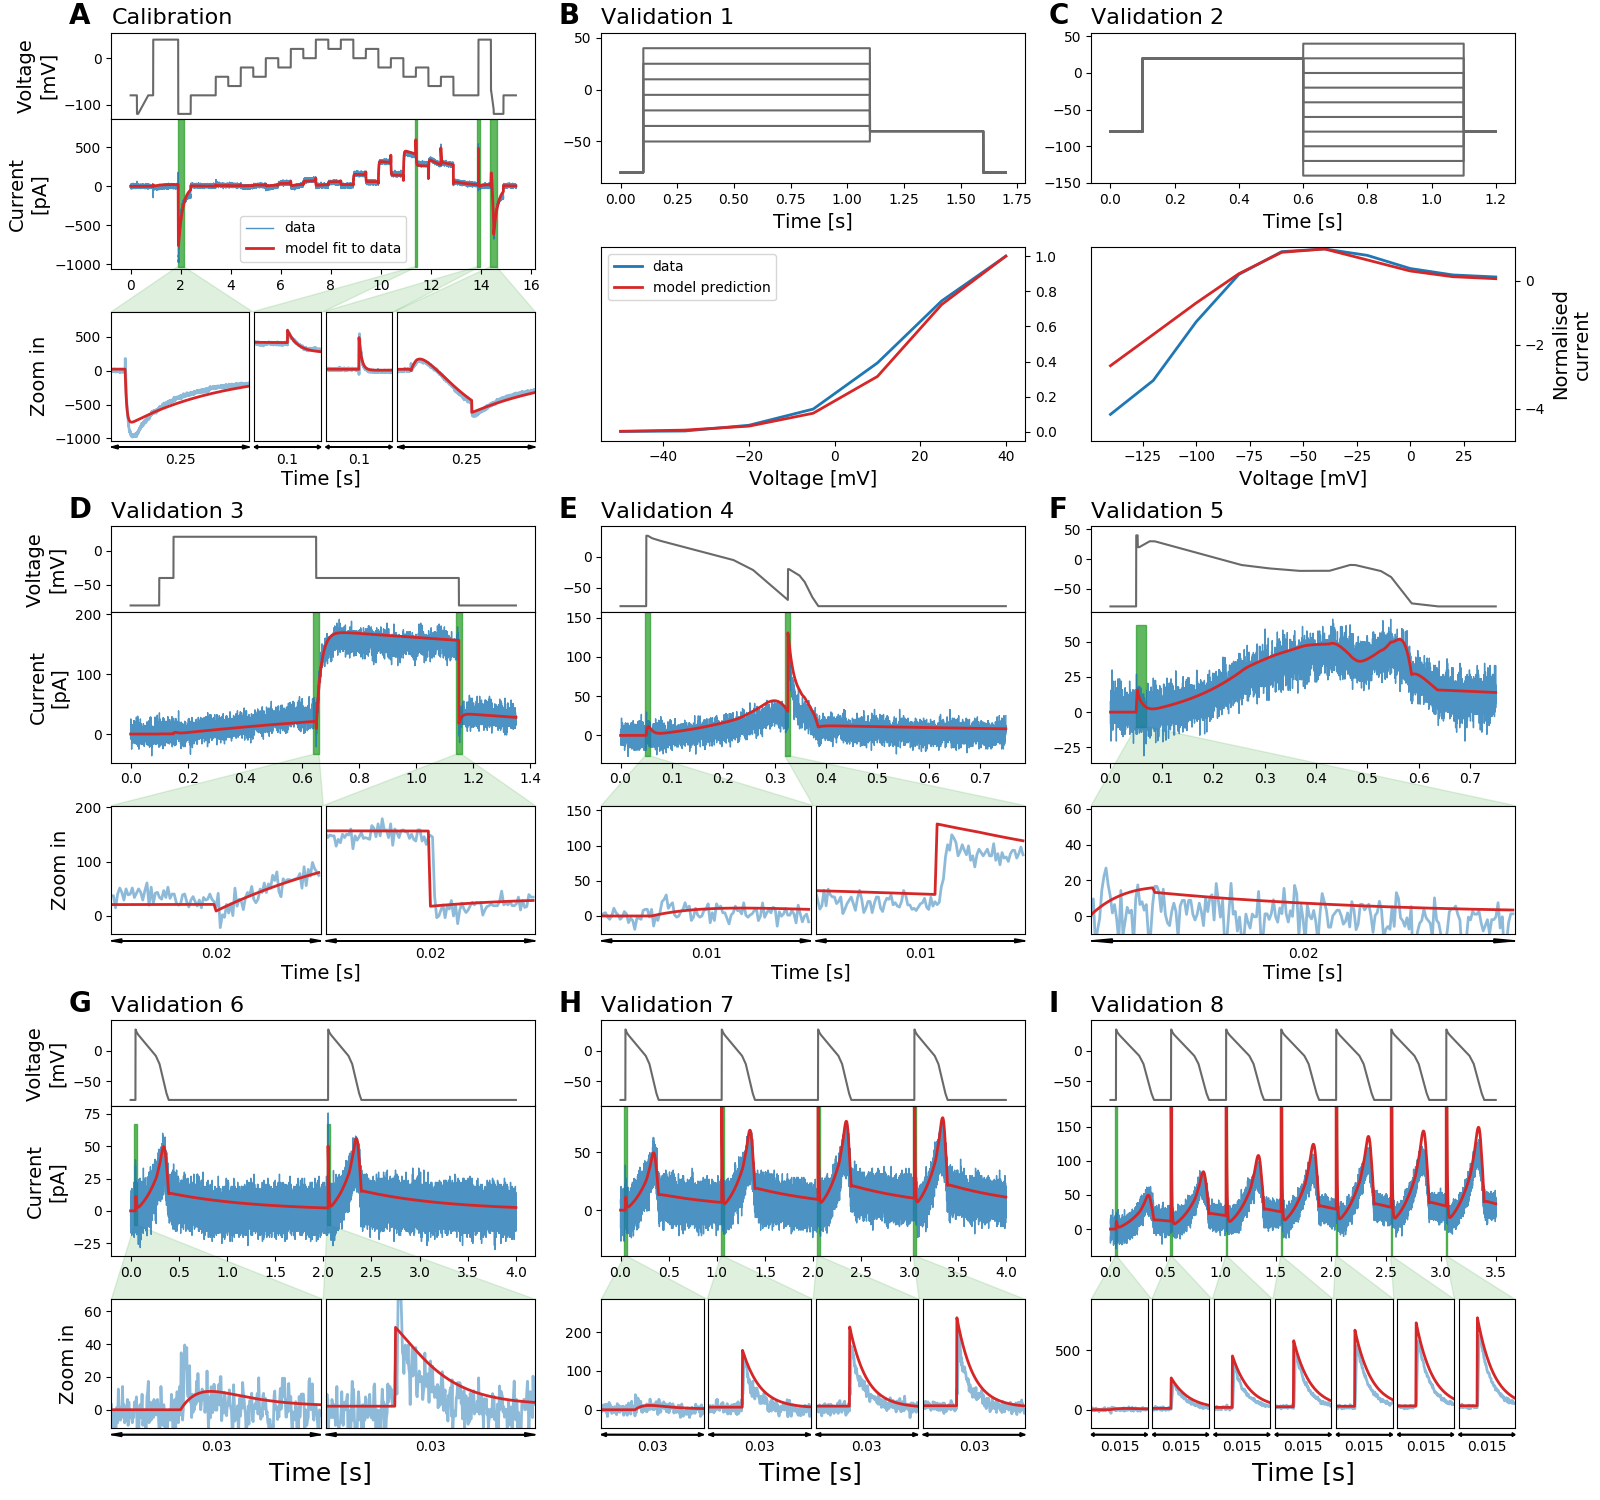 A Calibration
Voltage
[mV]
0
−100
Current
[pA]
500
0
−500
−1000
data
model fit to data
0 2 4 6 8 10 12 14 16
Zoom in
500
0
−500
−1000
0.25 0.1 0.1 0.25
Time [s]
B Validation 1
50
0
−50
0.00 0.25 0.50 0.75 1.00 1.25 1.50 1.75
Time [s]
data
model prediction
1.0
0.8
0.6
0.4
0.2
0.0
−40 −20 0 20 40
Voltage [mV]
C Validation 2
50
0
−50
−100
−150
0.0 0.2 0.4 0.6 0.8 1.0 1.2
Time [s]
0
−2
−4
Normalised
current
−125 −100 −75 −50 −25 0 25
Voltage [mV]
D Validation 3
Voltage
[mV]
0
−50
Current
[pA]
200
100
0
0.0 0.2 0.4 0.6 0.8 1.0 1.2 1.4
Zoom in
200
100
0
0.02 0.02
Time [s]
E Validation 4
0
−50
150
100
50
0
0.0 0.1 0.2 0.3 0.4 0.5 0.6 0.7
150
100
50
0
0.01 0.01
Time [s]
F Validation 5
50
0
−50
50
25
0
−25
0.0 0.1 0.2 0.3 0.4 0.5 0.6 0.7
60
40
20
0
0.02
Time [s]
G Validation 6
Voltage
[mV]
0
−50
Current
[pA]
75
50
25
0
−25
0.0 0.5 1.0 1.5 2.0 2.5 3.0 3.5 4.0
Zoom in
60
40
20
0
0.03 0.03
Time [s]
H Validation 7
0
−50
50
0
0.0 0.5 1.0 1.5 2.0 2.5 3.0 3.5 4.0
200
100
0
0.03 0.03 0.03 0.03
Time [s]
I Validation 8
0
−50
150
100
50
0
0.0 0.5 1.0 1.5 2.0 2.5 3.0 3.5
500
0
0.015 0.015 0.015 0.015 0.015 0.015 0.015
Time [s]